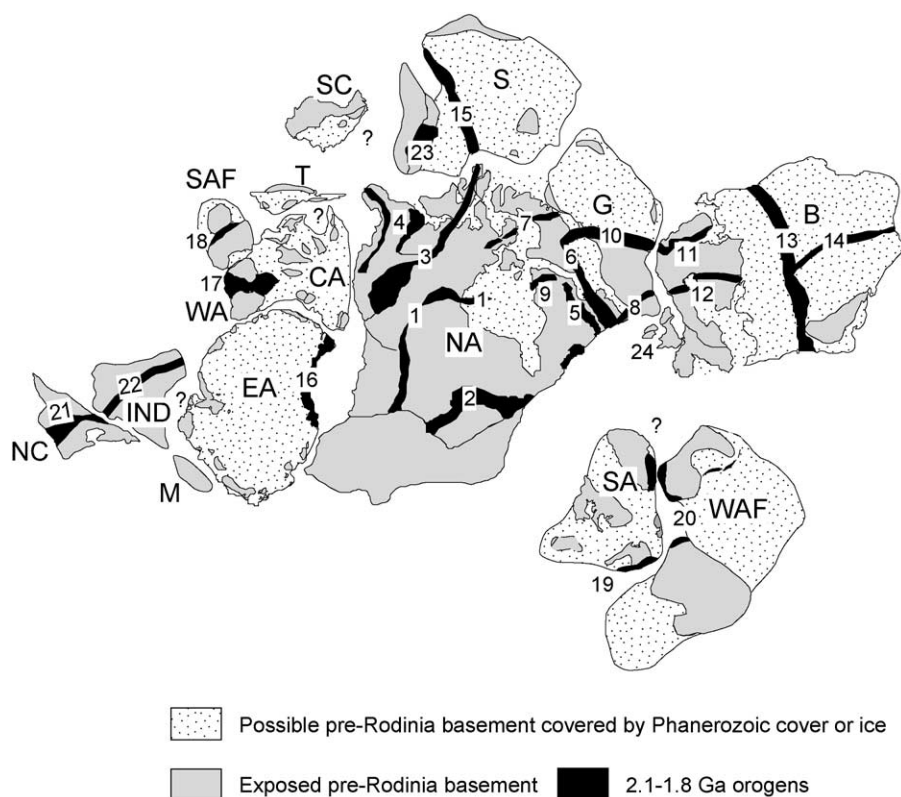 S
SC
15
?
23
SAF
T
?
G
B
4
7
13
14
18
10
3
11
6
17
CA
WA
9
12
1
1
5
8
NA
24
16
EA
22
2
21
IND
?
NC
?
M
SA
WAF
20
19
Possible pre-Rodinia basement covered by Phanerozoic cover or ice
Exposed pre-Rodinia basement
2.1-1.8 Ga orogens